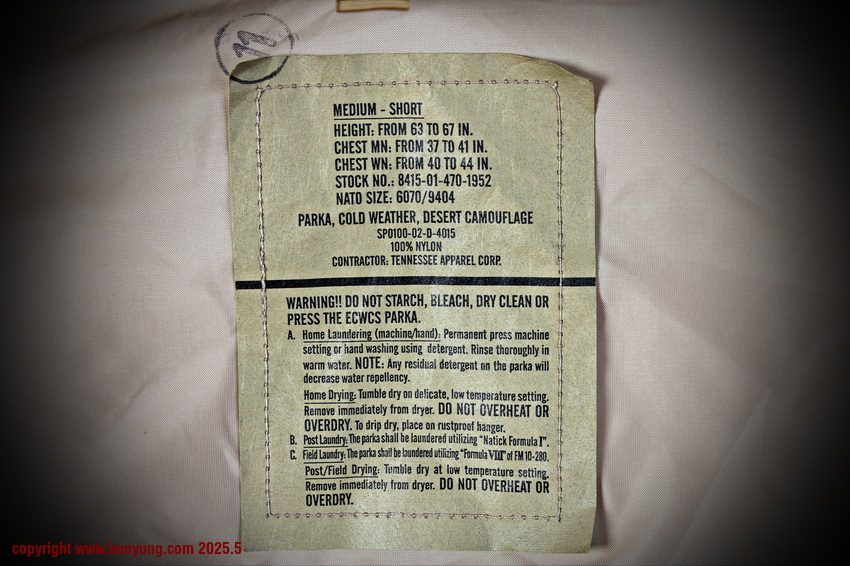 MEDIUM - SHORT
HEIGHT: FROM 63 TO 67 IN.
CHEST MN: FROM 37 TO 41 IN.
CHEST WN: FROM 40 TO 44 IN.
STOCK NO.: 8415-01-470-1952
NATO SIZE: 6070/9404
PARKA, COLD WEATHER, DESERT CAMOUFLAGE
SP0100-02-D-4015
100% NYLON
CONTRACTOR: TENNESSEE APPAREL CORP.
WARNING!! DO NOT STARCH, BLEACH, DRY CLEAN OR
PRESS THE ECWCS PARKA.
A. Home Laundering (machine/hand): Permanent press machine
setting or hand washing using detergent. Rinse thoroughly in
warm water. NOTE: Any residual detergent on the parka will
decrease water repellency.
Home Drying: Tumble dry on delicate, low temperature setting.
Remove immediately from dryer. DO NOT OVERHEAT OR
OVERDRY. To drip dry, place on rustproof hanger.
B. Post Laundry: The parka shall be laundered utilizing "Natick Formula I".
C. Field Laundry: The parka shall be laundered utilizing "Formula VIII" of FM 10-280.
Post/Field Drying: Tumble dry at low temperature setting.
Remove immediately from dryer. DO NOT OVERHEAT OR
OVERDRY.
copyright www.benyung.com 2025.5